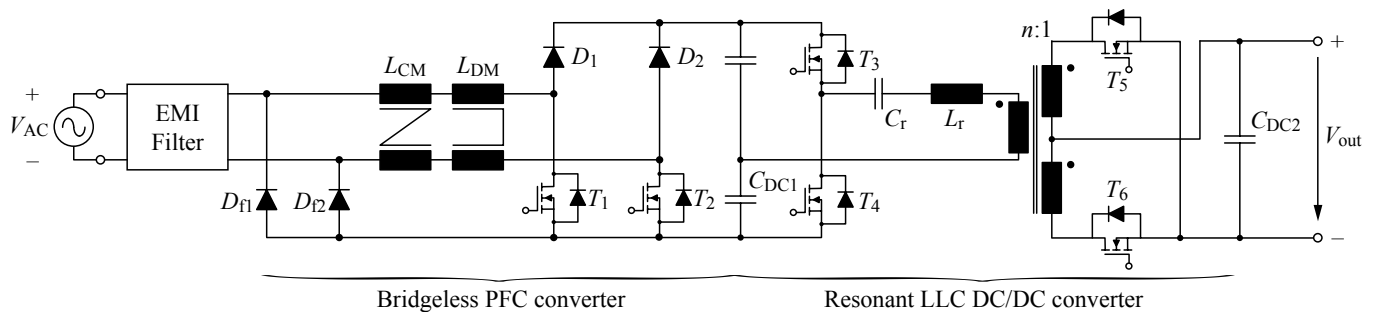 +
V_AC
−
EMI
Filter
D_f1
D_f2
L_CM
L_DM
D_1
D_2
T_1
T_2
C_DC1
T_3
T_4
C_r
L_r
n:1
T_5
T_6
C_DC2
+
V_out
−
Bridgeless PFC converter
Resonant LLC DC/DC converter